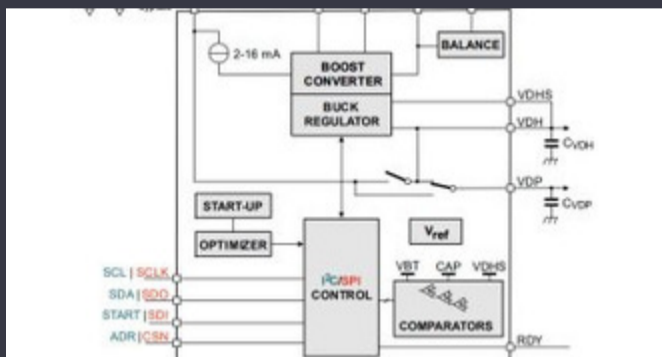 2-16 mA
BALANCE
BOOST
CONVERTER
BUCK
REGULATOR
VDHS
VDH
CVDH
VDP
CVDP
START-UP
OPTIMIZER
Vref
SCL | SCLK
SDA | SDO
START | SDI
ADR | CSN
I²C/SPI
CONTROL
VBT CAP VDHS
COMPARATORS
RDY